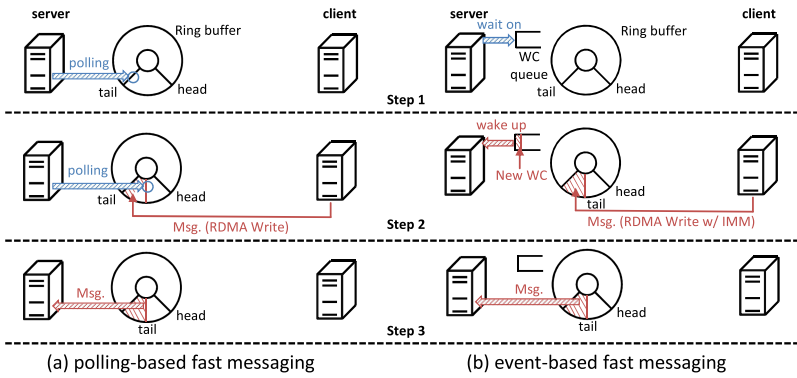 server
client
Ring buffer
polling
tail
head
server
client
wait on
Ring buffer
WC
queue
tail
head
Step 1
polling
tail
head
Msg. (RDMA Write)
wake up
New WC
head
tail
Msg. (RDMA Write w/ IMM)
Step 2
Msg.
head
tail
Msg.
head
tail
Step 3
(a) polling-based fast messaging
(b) event-based fast messaging